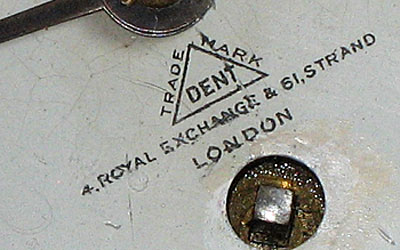 TRADE MARK
DENT
4, ROYAL EXCHANGE & 61, STRAND
LONDON